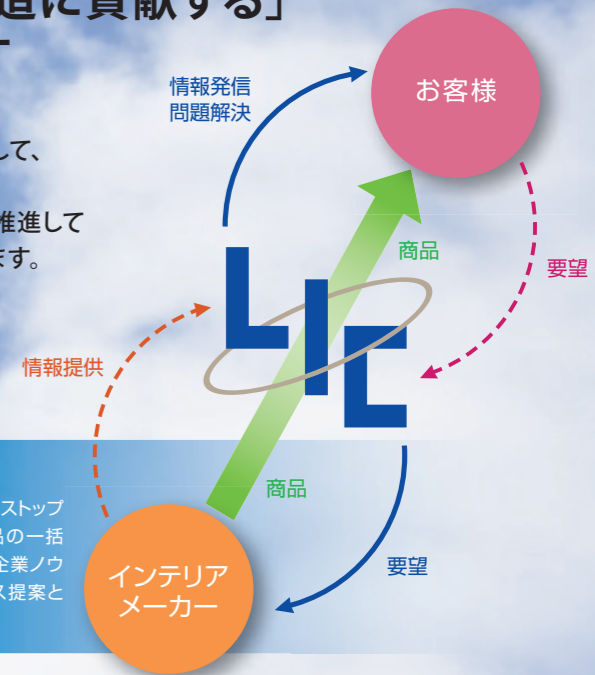 造に貢献する」
して、
推進して
ます。
情報発信
問題解決
お客様
商品
要望
LIC
情報提供
商品
要望
インテリア
メーカー
ストップ
品の一括
企業ノウ
ス提案と